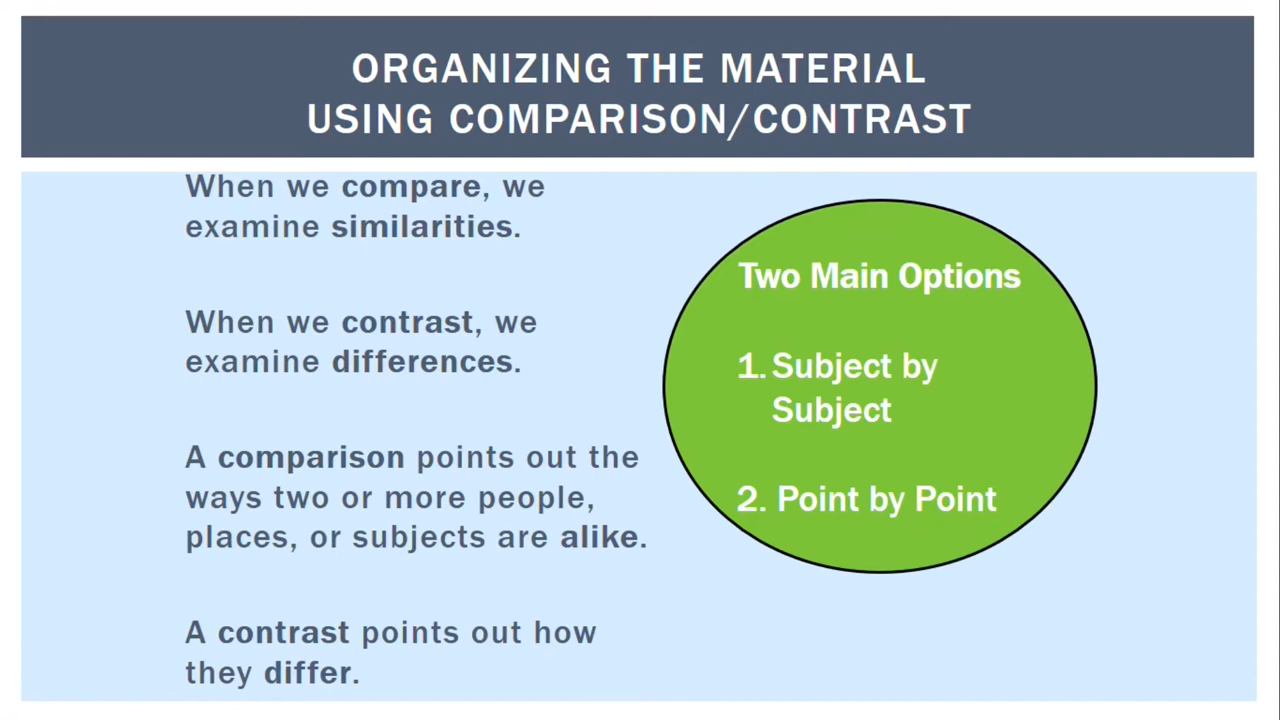 ORGANIZING THE MATERIAL
USING COMPARISON/CONTRAST
When we compare, we
examine similarities.
When we contrast, we
examine differences.
A comparison points out the
ways two or more people,
places, or subjects are alike.
A contrast points out how
they differ.
Two Main Options
1. Subject by
Subject
2. Point by Point